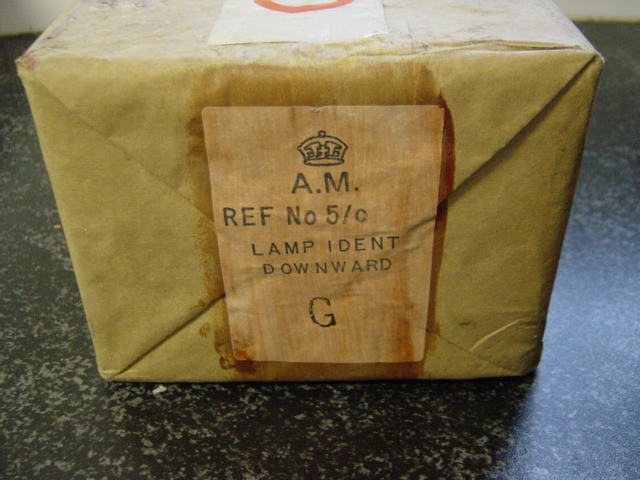 A.M.
REF No 5/c
LAMP IDENT
DOWNWARD
G